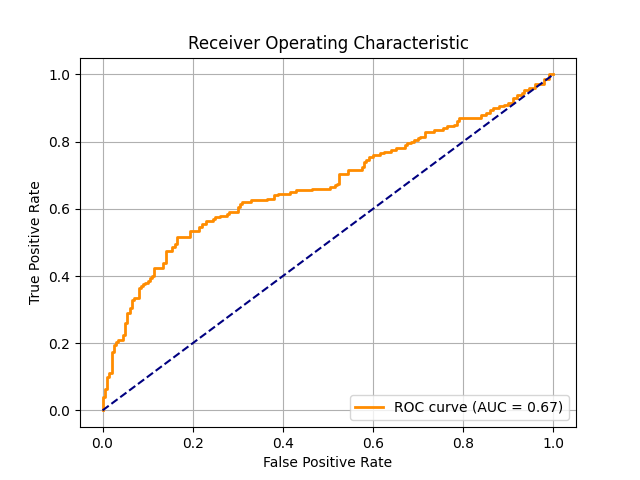 Receiver Operating Characteristic
True Positive Rate
1.0
0.8
0.6
0.4
0.2
0.0
ROC curve (AUC = 0.67)
0.0 0.2 0.4 0.6 0.8 1.0
False Positive Rate